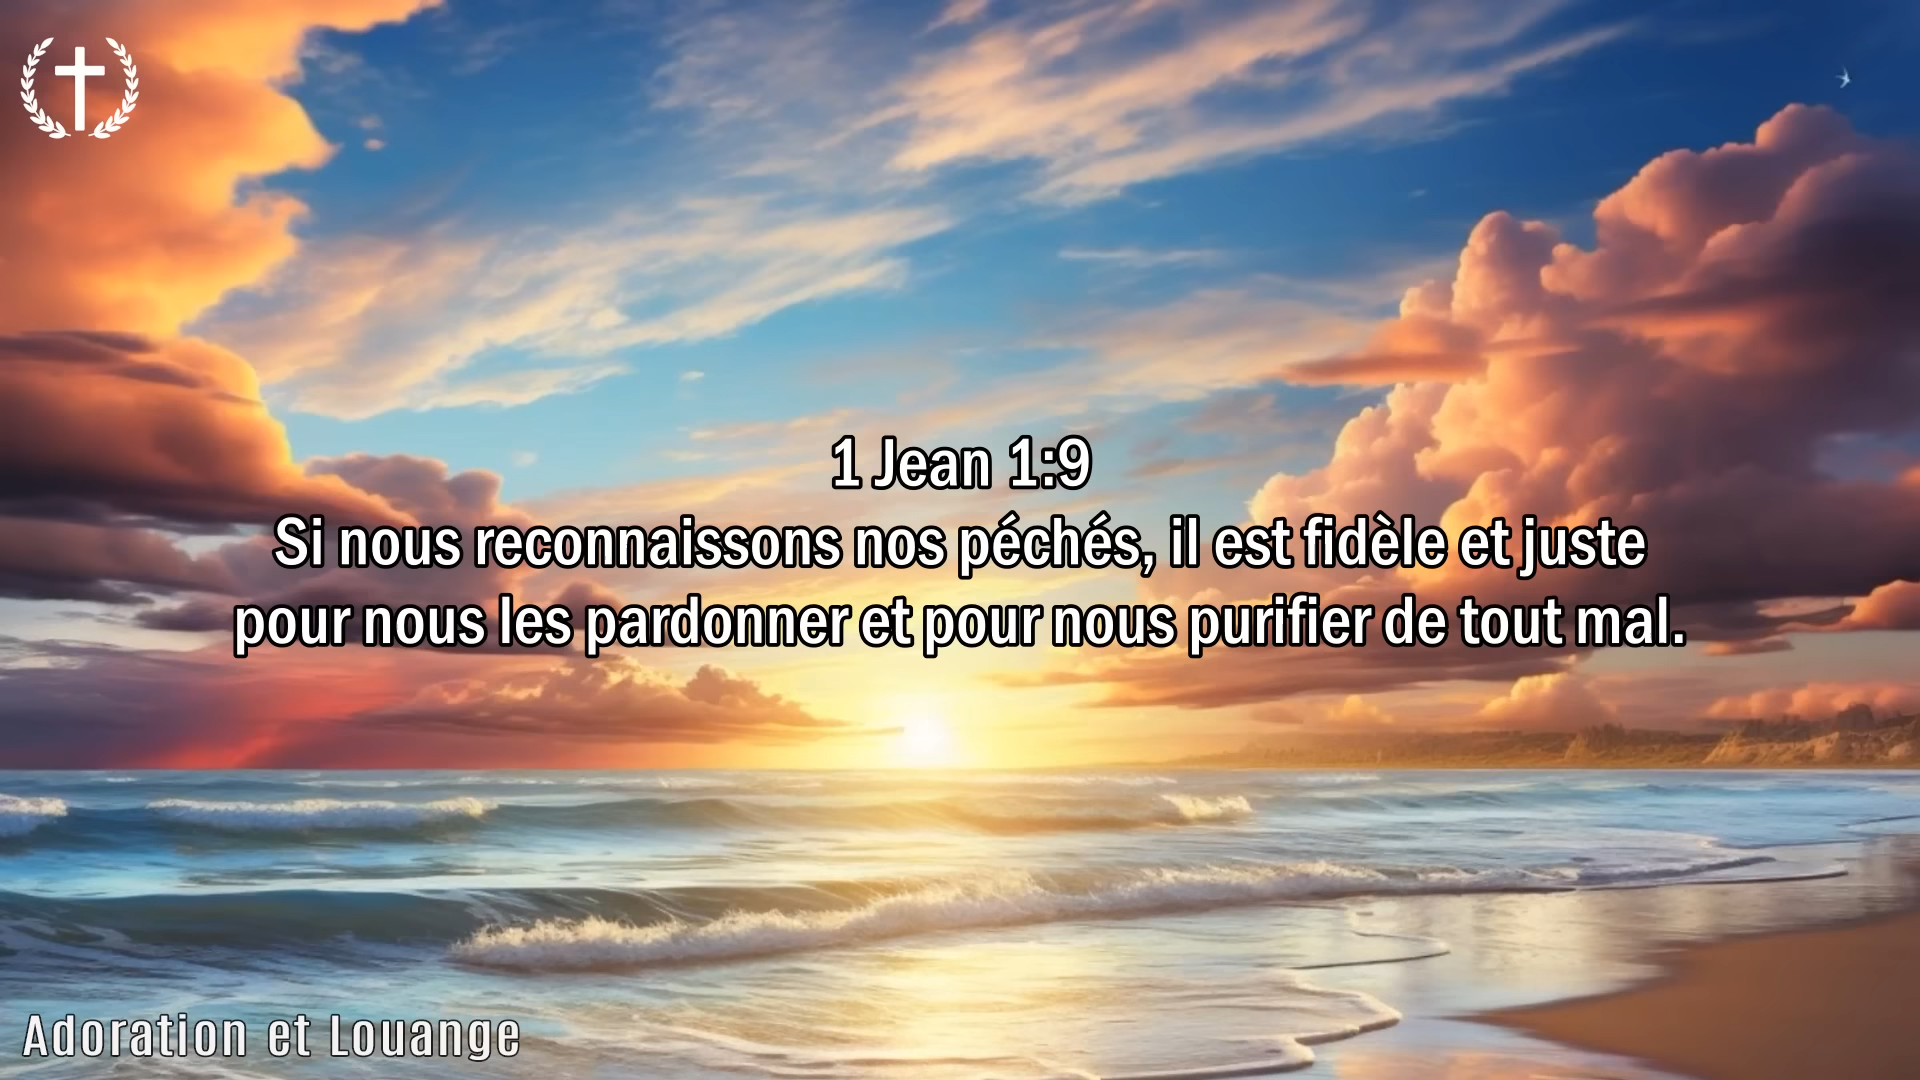 1 Jean 1:9
Si nous reconnaissons nos péchés, il est fidèle et juste
pour nous les pardonner et pour nous purifier de tout mal.
Adoration et Louange